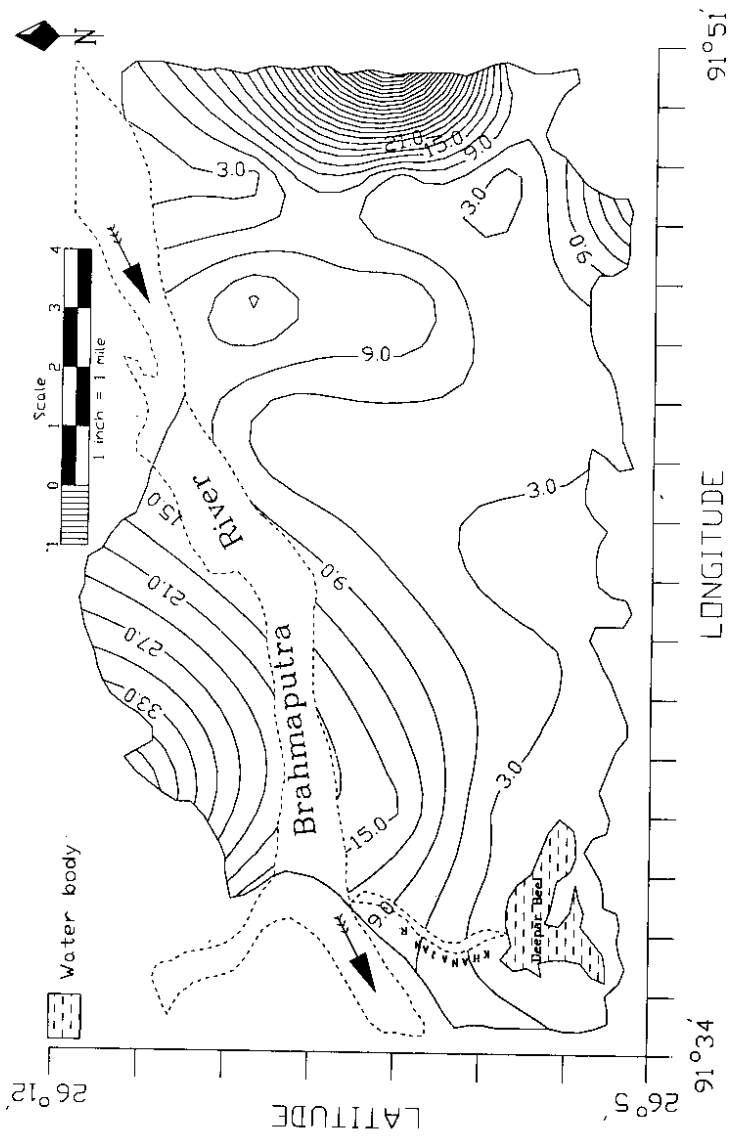 Water body
Scale
1 0 1 2 3 4
1 inch = 1 mile
N
33.0
27.0
21.0
15.0
River
Brahmaputra
3.0
9.0
9.0
15.0
21.0
9.0
15.0
9.0
3.0
9.0
3.0
3.0
KHANAJAN R
Deepar Beel
LATITUDE
26°12′
26°5′
LONGITUDE
91°34′
91°51′